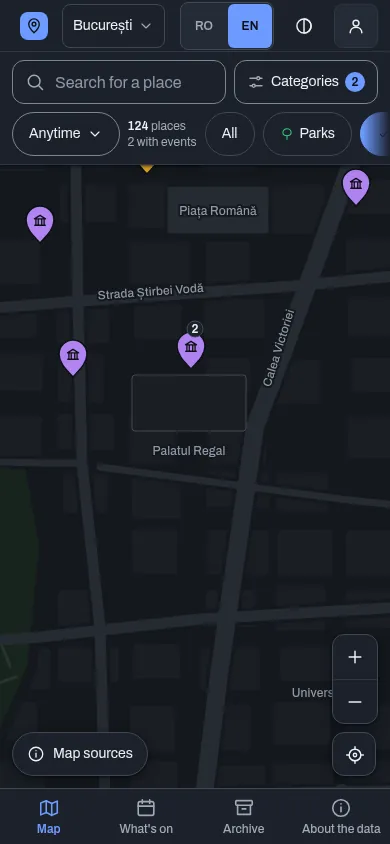 București
RO
EN
Search for a place
Categories 2
Anytime
124 places
2 with events
All
Parks
Piața Română
Strada Știrbei Vodă
2
Calea Victoriei
Palatul Regal
Univers
Map sources
Map
What's on
Archive
About the data